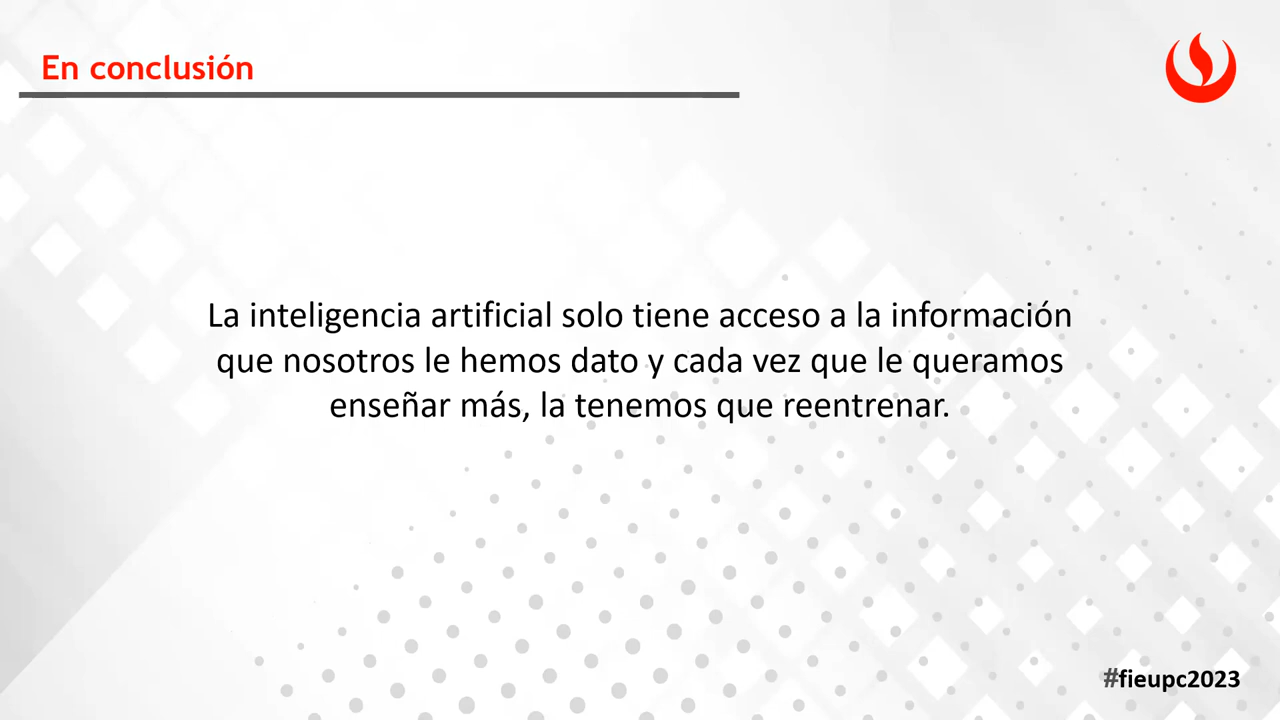 En conclusión
La inteligencia artificial solo tiene acceso a la información
que nosotros le hemos dato y cada vez que le queramos
enseñar más, la tenemos que reentrenar.
#fieupc2023